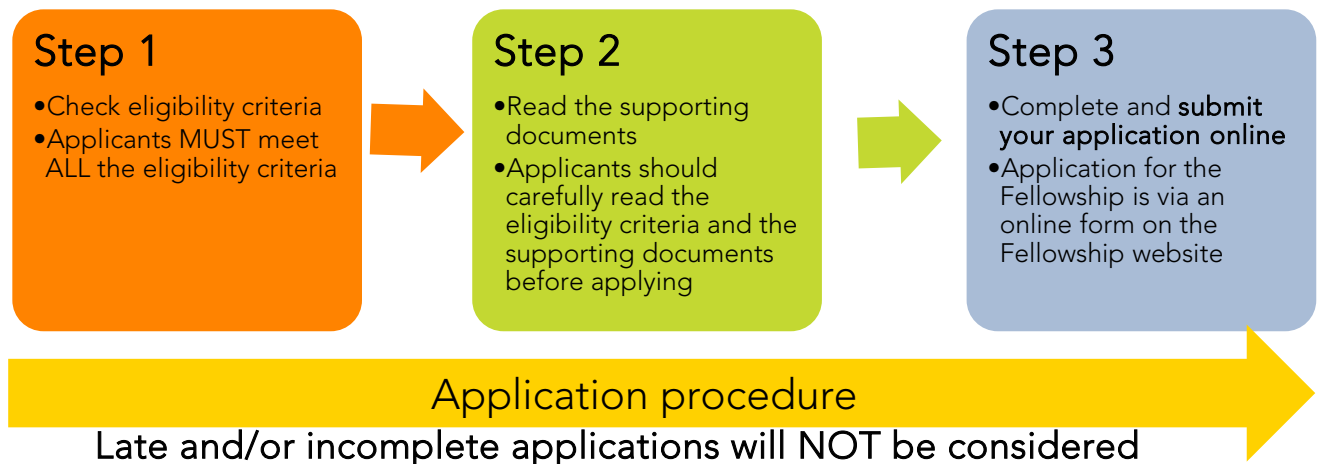 Step 1
•Check eligibility criteria
•Applicants MUST meet
ALL the eligibility criteria
Step 2
•Read the supporting
documents
•Applicants should
carefully read the
eligibility criteria and the
supporting documents
before applying
Step 3
•Complete and submit
your application online
•Application for the
Fellowship is via an
online form on the
Fellowship website
Application procedure
Late and/or incomplete applications will NOT be considered